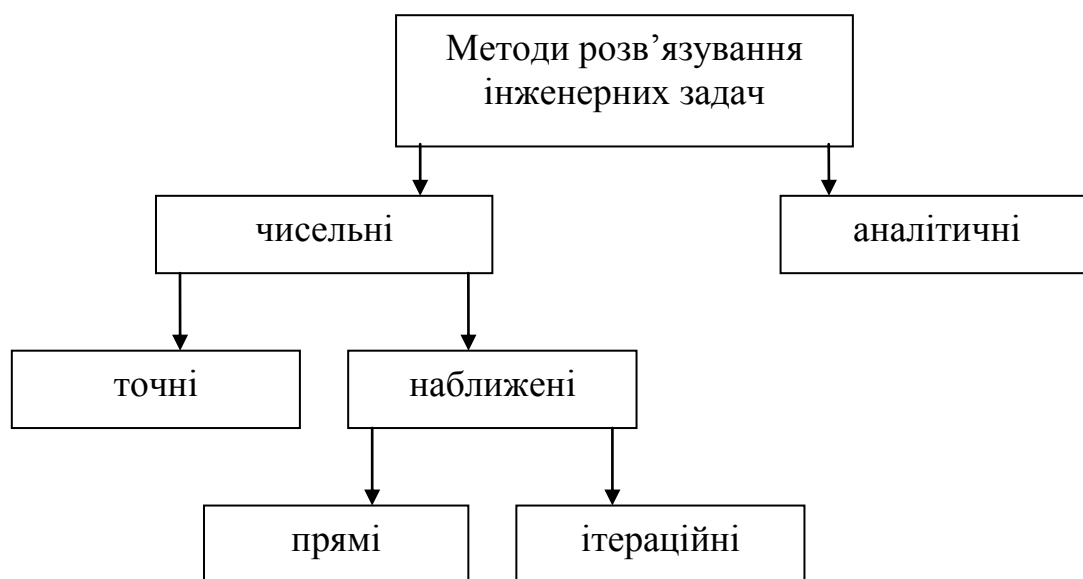 Методи розв’язування
інженерних задач
чисельні
аналітичні
точні
наближені
прямі
ітераційні